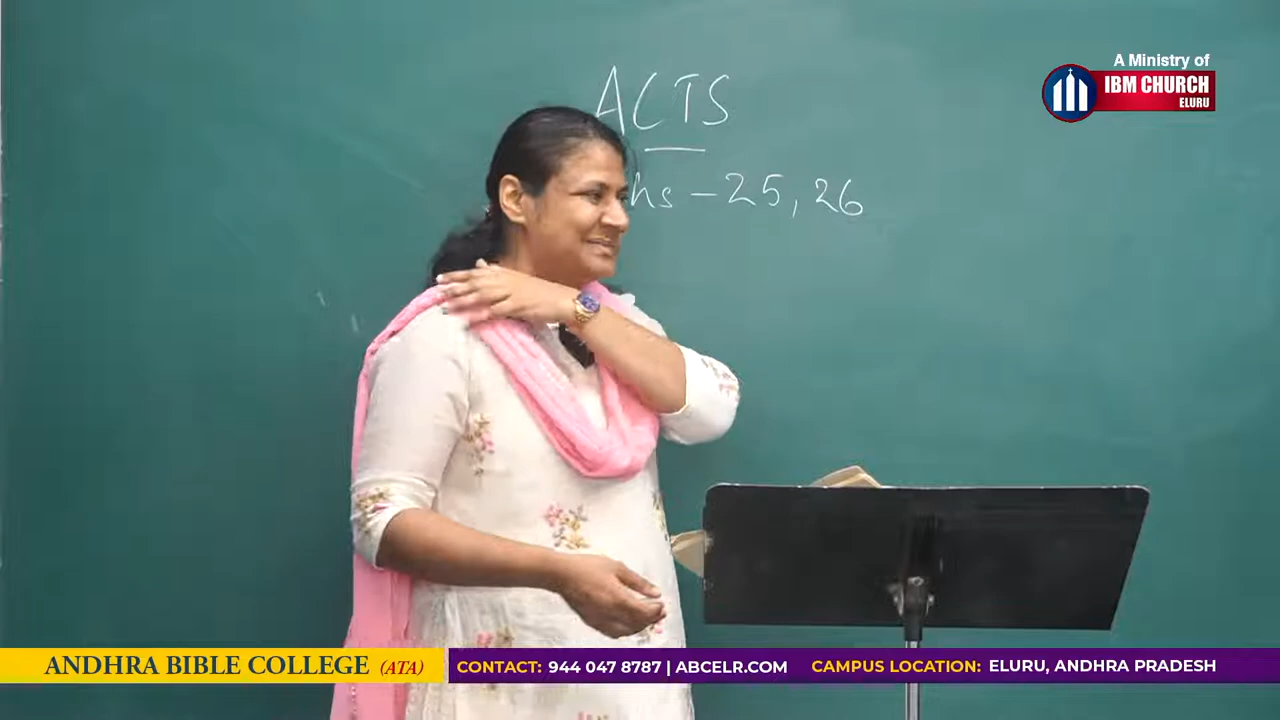 A Ministry of
IBM CHURCH
ELURU
ACTS
hs – 25, 26
ANDHRA BIBLE COLLEGE (ATA)
CONTACT: 944 047 8787 | ABCELR.COM CAMPUS LOCATION: ELURU, ANDHRA PRADESH